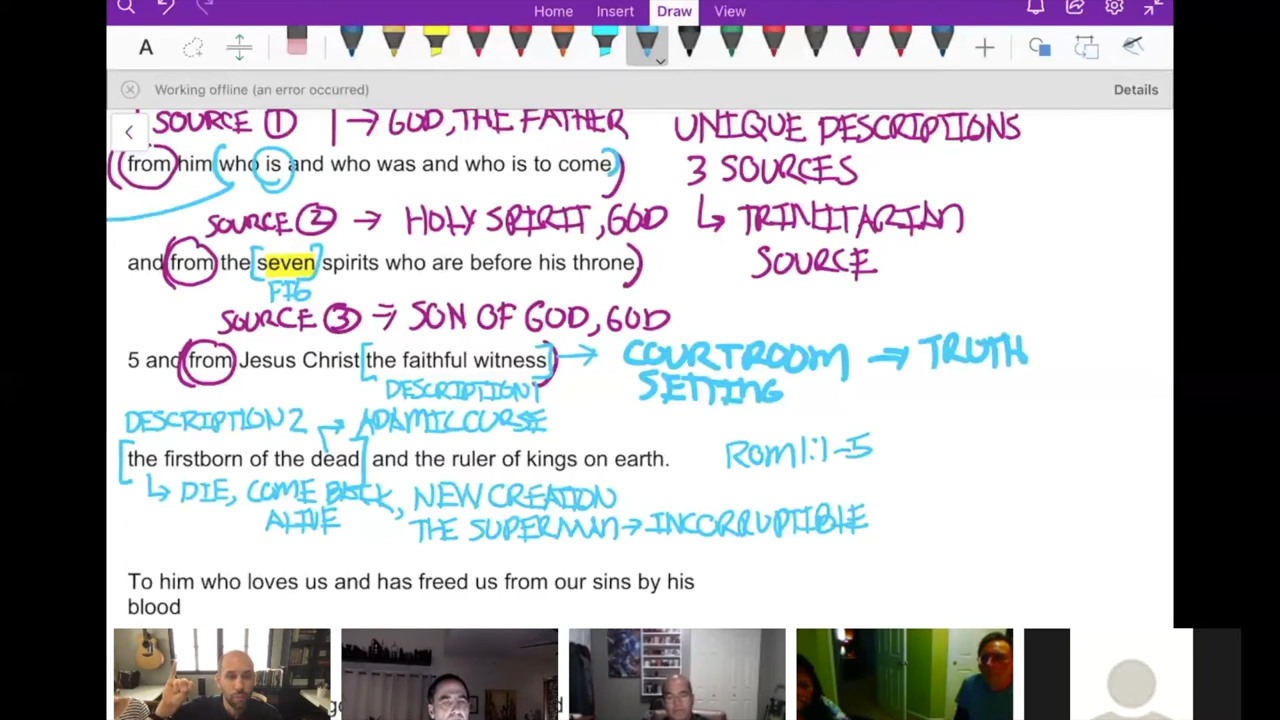 Home Insert Draw View
A
Working offline (an error occurred) Details
SOURCE ① → GOD, THE FATHER UNIQUE DESCRIPTIONS
from him who is and who was and who is to come, 3 SOURCES
SOURCE ② → HOLY SPIRIT, GOD ↳ TRINITARIAN
and from the seven spirits who are before his throne, SOURCE
FIG
SOURCE ③ ⇒ SON OF GOD, GOD
5 and from Jesus Christ the faithful witness, → COURTROOM ⇒ TRUTH
DESCRIPTION 1 SETTING
DESCRIPTION 2 → ADAMIC CURSE
the firstborn of the dead, and the ruler of kings on earth. Rom 1:1-5
↳ DIE, COME BACK, NEW CREATION
ALIVE THE SUPERMAN → INCORRUPTIBLE
To him who loves us and has freed us from our sins by his
blood